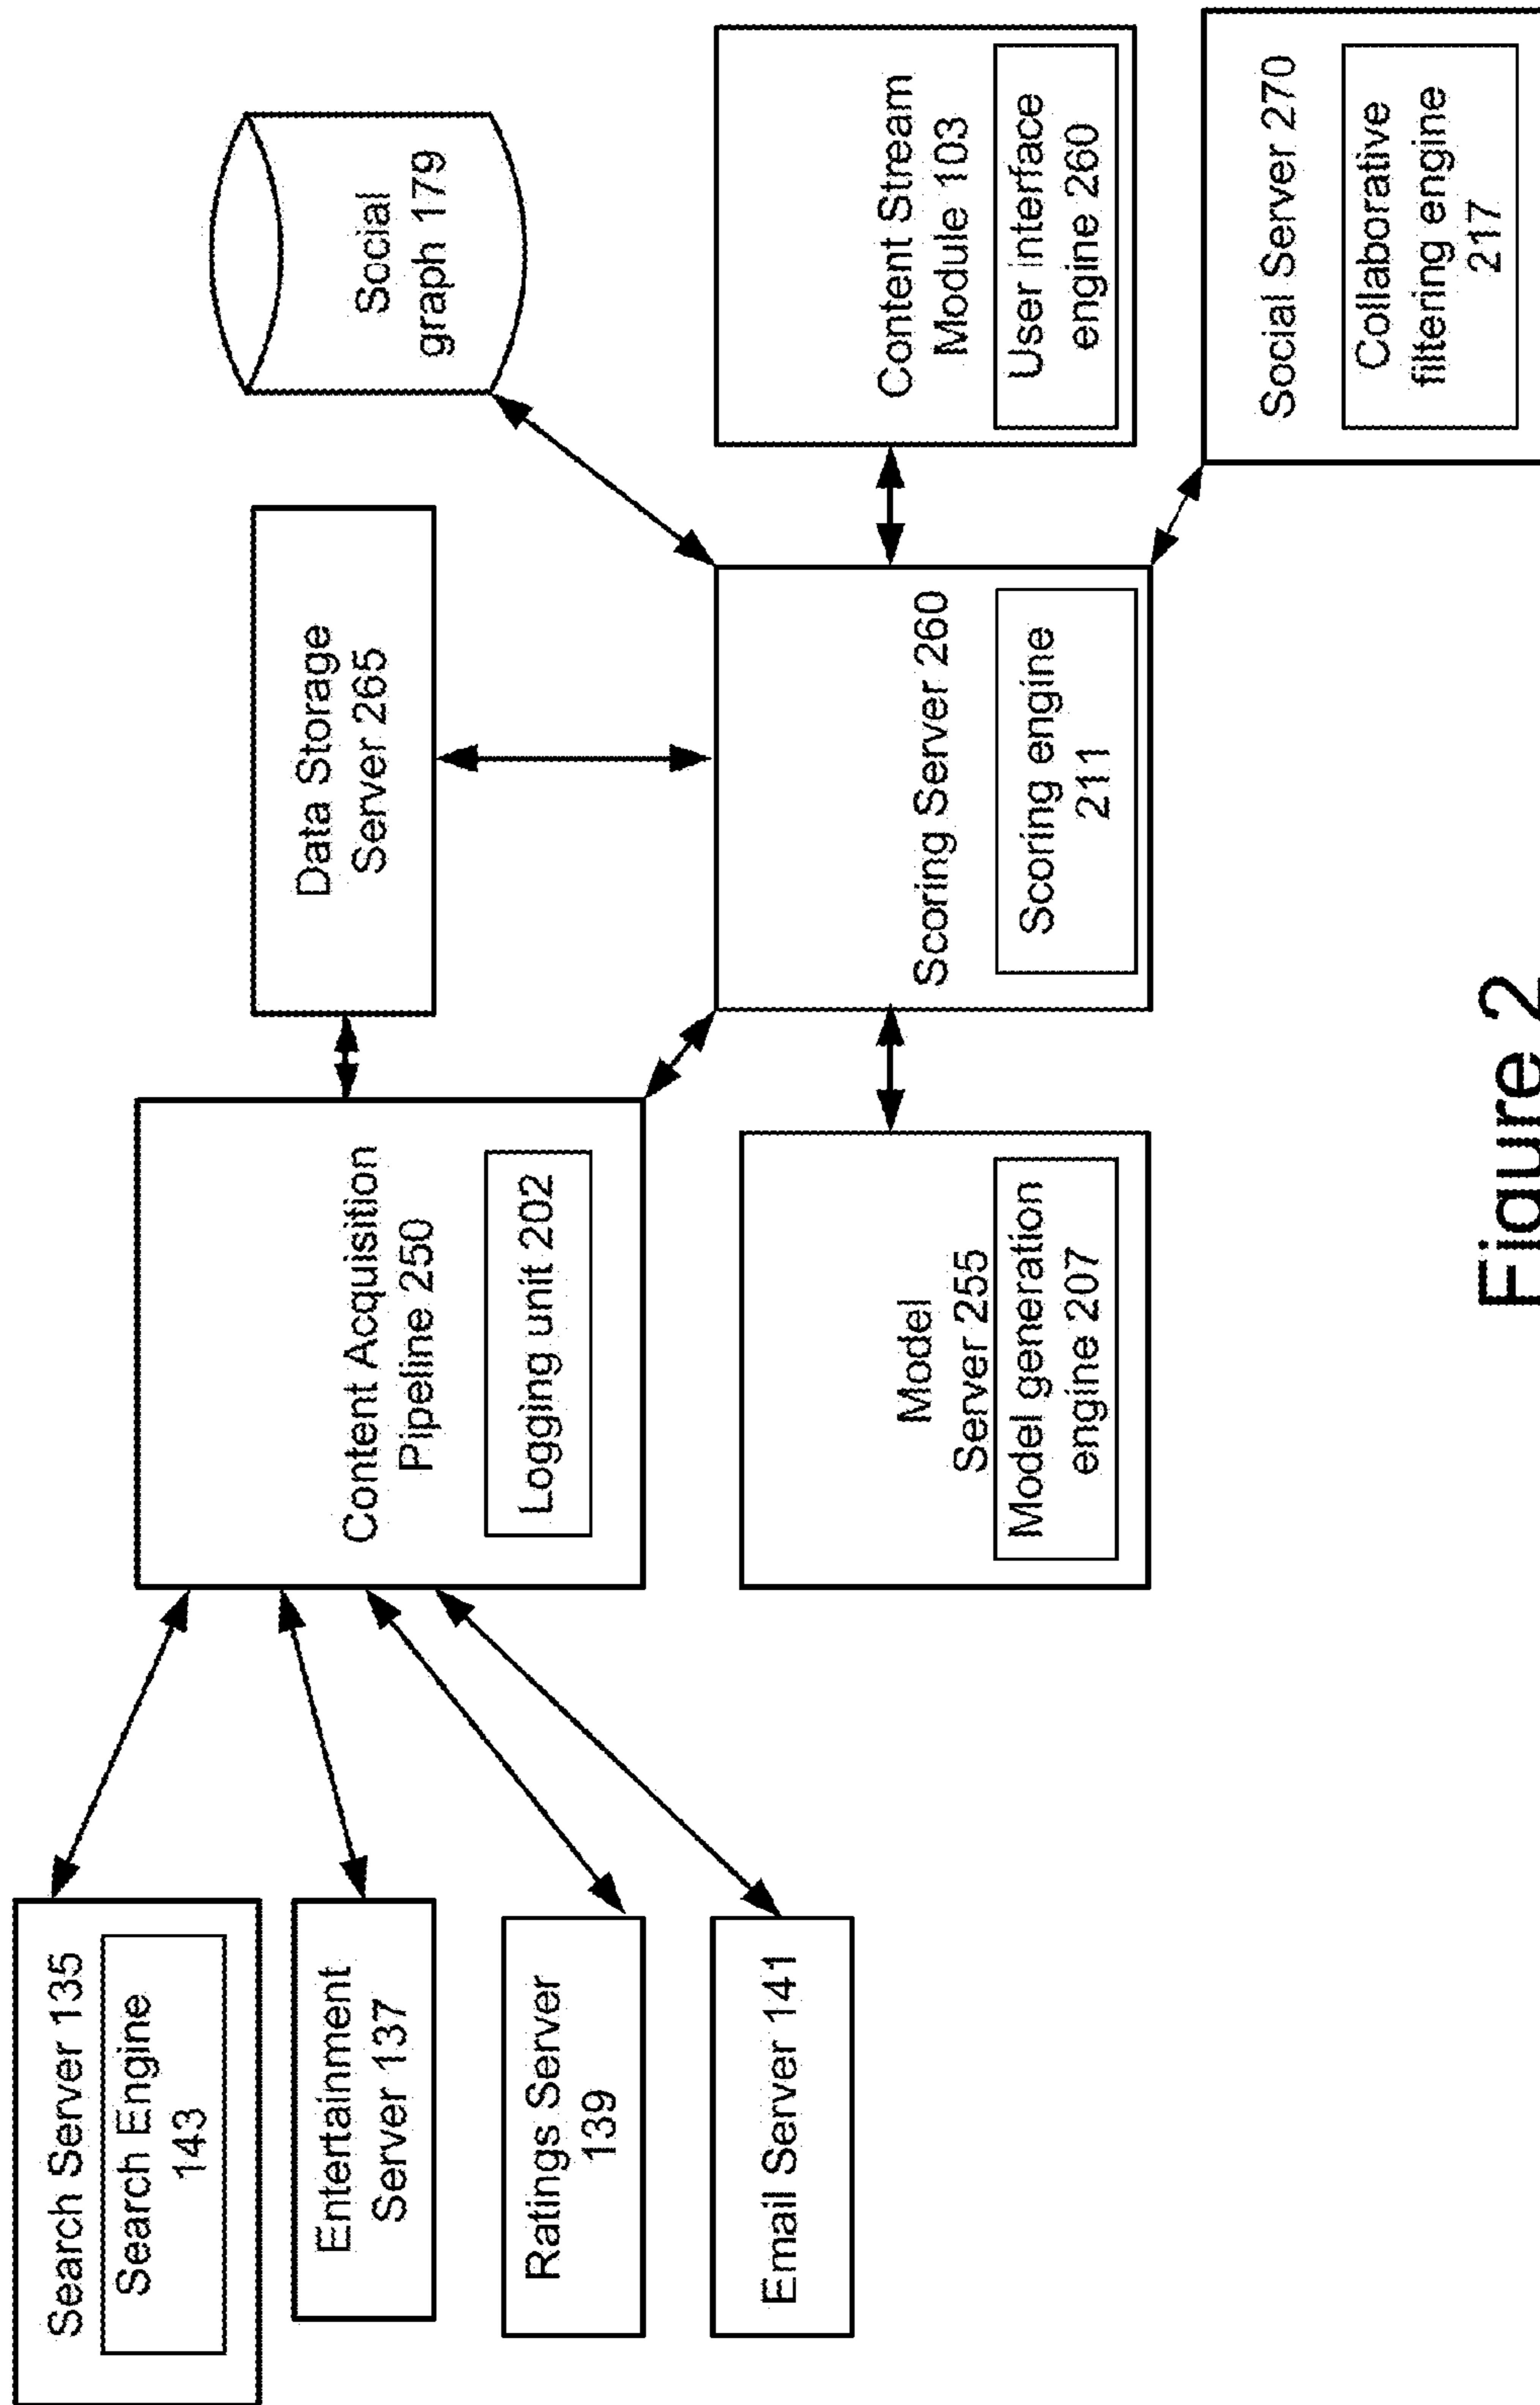 Search Server 135
Search Engine
143
Entertainment
Server 137
Ratings Server
139
Email Server 141
Content Acquisition
Pipeline 250
Logging unit 202
Model
Server 255
Model generation
engine 207
Data Storage
Server 265
Scoring Server 260
Scoring engine
211
Social
graph 179
Content Stream
Module 103
User interface
engine 260
Social Server 270
Collaborative
filtering engine
217
Figure 2